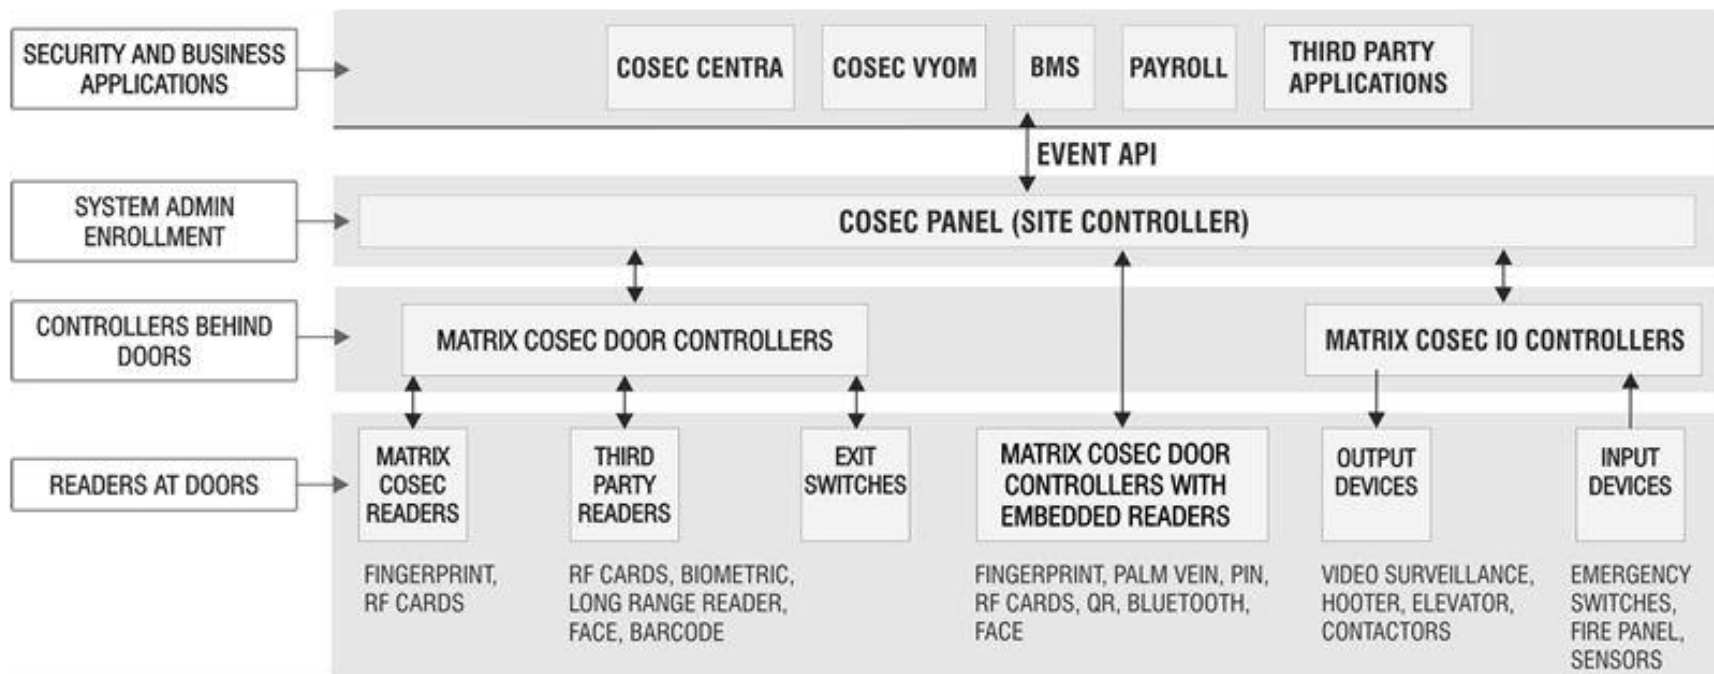 SECURITY AND BUSINESS
APPLICATIONS
COSEC CENTRA
COSEC VYOM
BMS
PAYROLL
THIRD PARTY
APPLICATIONS
EVENT API
SYSTEM ADMIN
ENROLLMENT
COSEC PANEL (SITE CONTROLLER)
CONTROLLERS BEHIND
DOORS
MATRIX COSEC DOOR CONTROLLERS
MATRIX COSEC IO CONTROLLERS
READERS AT DOORS
MATRIX
COSEC
READERS
FINGERPRINT,
RF CARDS
THIRD
PARTY
READERS
RF CARDS, BIOMETRIC,
LONG RANGE READER,
FACE, BARCODE
EXIT
SWITCHES
MATRIX COSEC DOOR
CONTROLLERS WITH
EMBEDDED READERS
FINGERPRINT, PALM VEIN, PIN,
RF CARDS, QR, BLUETOOTH,
FACE
OUTPUT
DEVICES
VIDEO SURVEILLANCE,
HOOTER, ELEVATOR,
CONTACTORS
INPUT
DEVICES
EMERGENCY
SWITCHES,
FIRE PANEL,
SENSORS